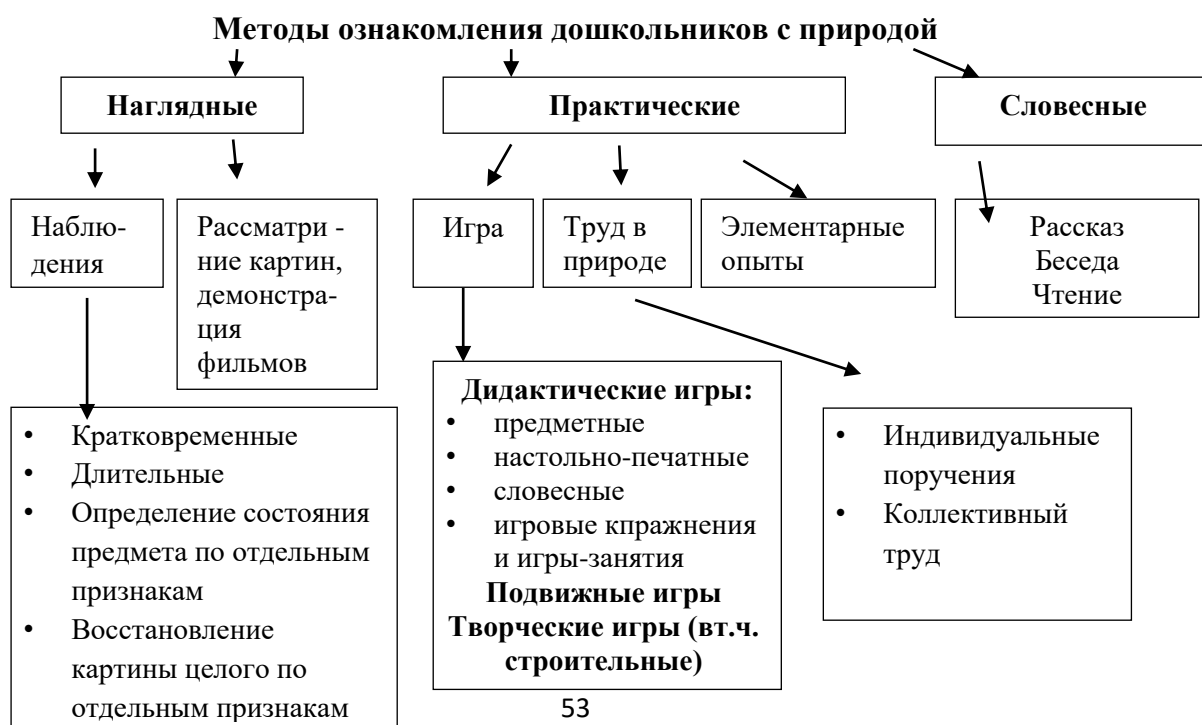 Методы ознакомления дошкольников с природой
Наглядные
Практические
Словесные
Наблю-
дения
Рассматри -
ние картин,
демонстра-
ция
фильмов
Игра
Труд в
природе
Элементарные
опыты
Рассказ
Беседа
Чтение
• Кратковременные
• Длительные
• Определение состояния
предмета по отдельным
признакам
• Восстановление
картины целого по
отдельным признакам
Дидактические игры:
• предметные
• настольно-печатные
• словесные
• игровые кпражнения
и игры-занятия
Подвижные игры
Творческие игры (вт.ч.
строительные)
• Индивидуальные
поручения
• Коллективный
труд
53